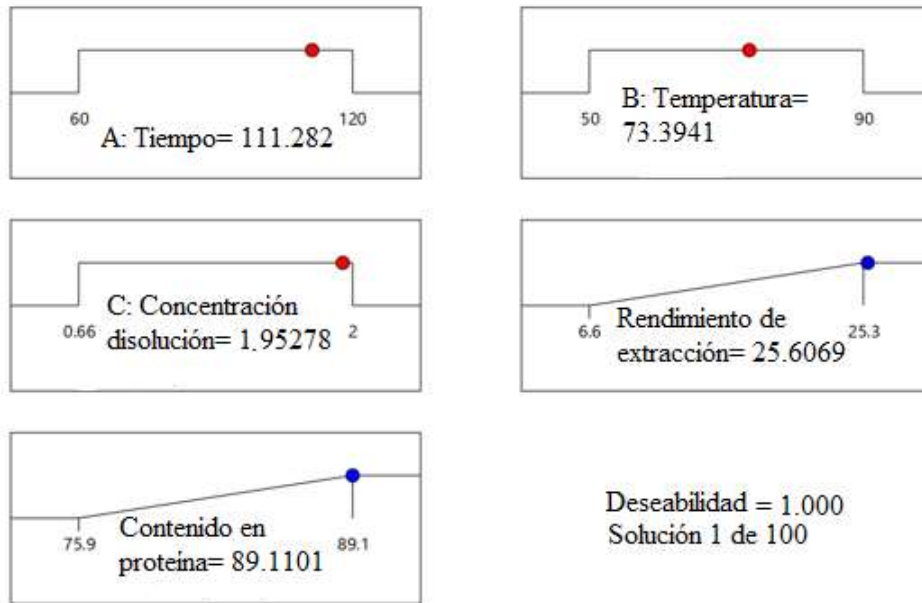 60
120
A: Tiempo= 111.282
50
B: Temperatura=
73.3941
90
0.66
C: Concentración
disolución= 1.95278
2
6.6
Rendimiento de
extracción= 25.6069
25.3
75.9
Contenido en
proteína= 89.1101
89.1
Deseabilidad = 1.000
Solución 1 de 100